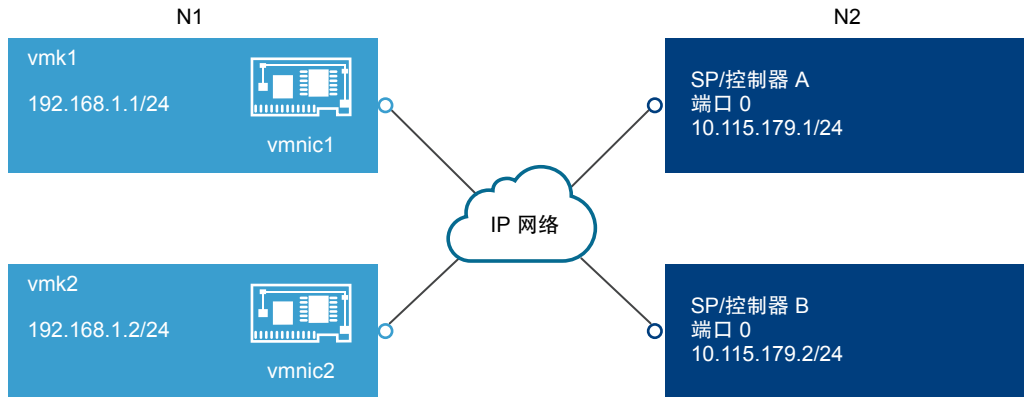 N1
N2
vmk1
192.168.1.1/24
vmnic1
SP/控制器 A
端口 0
10.115.179.1/24
IP 网络
vmk2
192.168.1.2/24
vmnic2
SP/控制器 B
端口 0
10.115.179.2/24